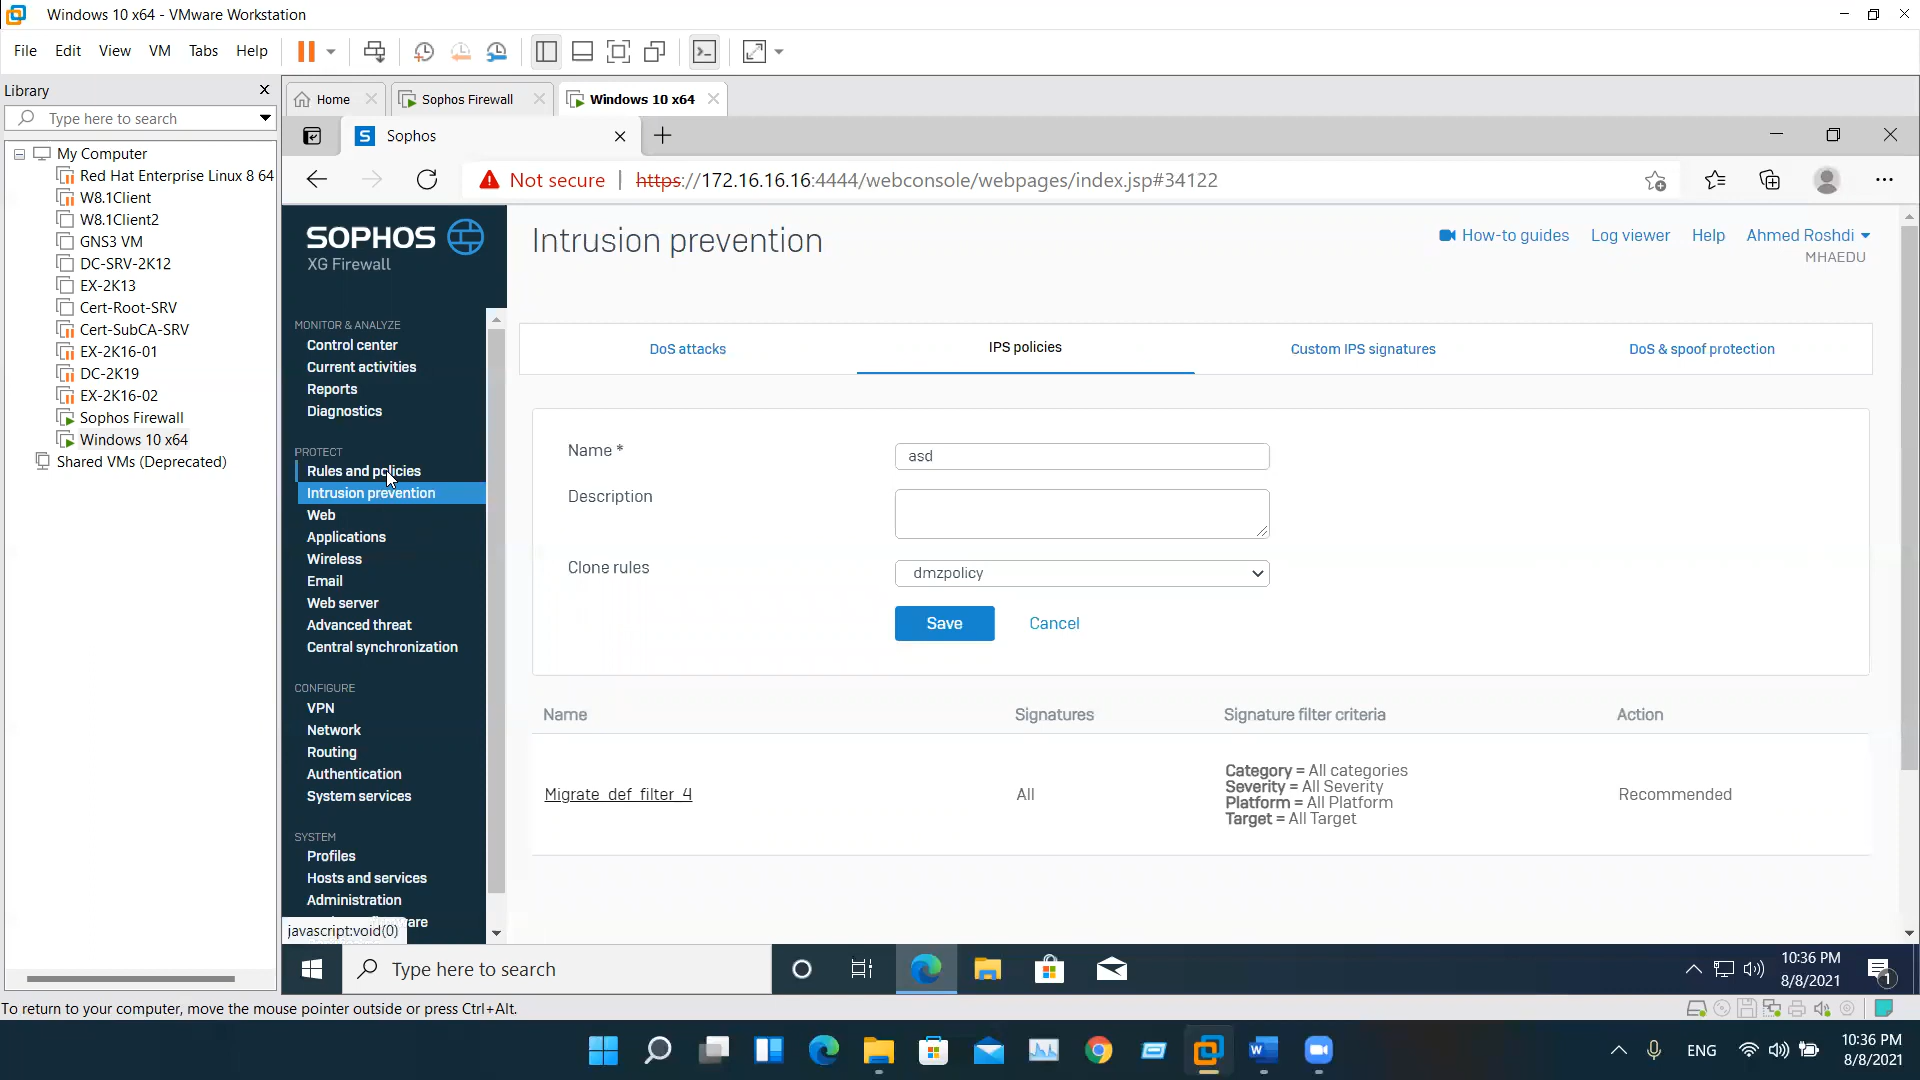 Windows 10 x64 - VMware Workstation
File Edit View VM Tabs Help
Library
Type here to search
My Computer
Red Hat Enterprise Linux 8 64
W8.1Client
W8.1Client2
GNS3 VM
DC-SRV-2K12
EX-2K13
Cert-Root-SRV
Cert-SubCA-SRV
EX-2K16-01
DC-2K19
EX-2K16-02
Sophos Firewall
Windows 10 x64
Shared VMs (Deprecated)
Home Sophos Firewall Windows 10 x64
S Sophos
Not secure | https://172.16.16.16:4444/webconsole/webpages/index.jsp#34122
SOPHOS
XG Firewall
MONITOR & ANALYZE
Control center
Current activities
Reports
Diagnostics
PROTECT
Rules and policies
Intrusion prevention
Web
Applications
Wireless
Email
Web server
Advanced threat
Central synchronization
CONFIGURE
VPN
Network
Routing
Authentication
System services
SYSTEM
Profiles
Hosts and services
Administration
javascript:void(0)
Intrusion prevention
How-to guides Log viewer Help Ahmed Roshdi
MHAEDU
DoS attacks IPS policies Custom IPS signatures DoS & spoof protection
Name * asd
Description
Clone rules dmzpolicy
Save Cancel
Name Signatures Signature filter criteria Action
Migrate_def_filter_4 All Recommended
Category = All categories
Severity = All Severity
Platform = All Platform
Target = All Target
Type here to search
10:36 PM
8/8/2021
1
To return to your computer, move the mouse pointer outside or press Ctrl+Alt.
ENG
10:36 PM
8/8/2021